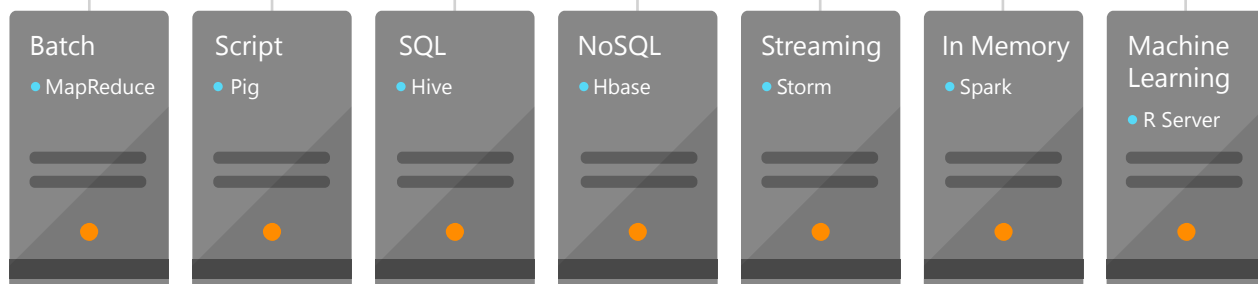 Batch
MapReduce
Script
Pig
SQL
Hive
NoSQL
Hbase
Streaming
Storm
In Memory
Spark
Machine
Learning
R Server